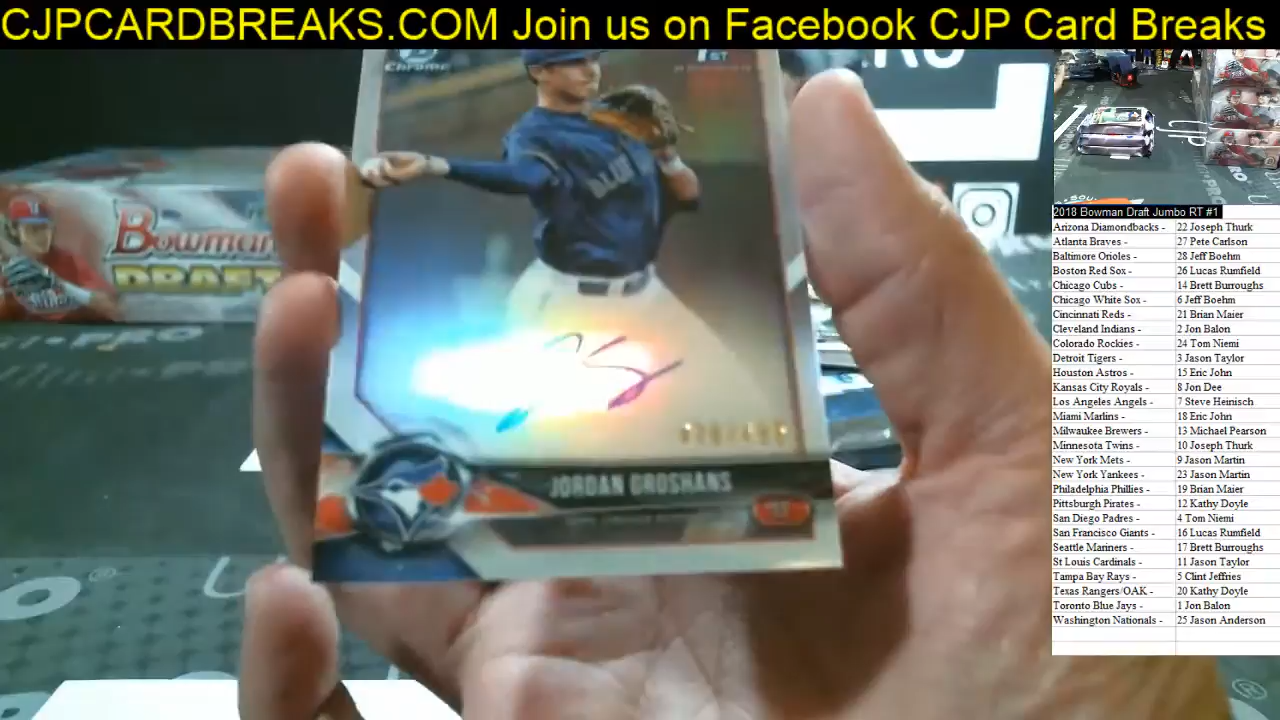 CJPCARDBREAKS.COM Join us on Facebook CJP Card Breaks
Chrome
1ST
Bowman
DRAFT
PRO
JORDAN GROSHANS
CJP
2018 Bowman Draft Jumbo RT #1
Arizona Diamondbacks - 22 Joseph Thurk
Atlanta Braves - 27 Pete Carlson
Baltimore Orioles - 28 Jeff Boehm
Boston Red Sox - 26 Lucas Rumfield
Chicago Cubs - 14 Brett Burroughs
Chicago White Sox - 6 Jeff Boehm
Cincinnati Reds - 21 Brian Maier
Cleveland Indians - 2 Jon Balon
Colorado Rockies - 24 Tom Niemi
Detroit Tigers - 3 Jason Taylor
Houston Astros - 15 Eric John
Kansas City Royals - 8 Jon Dee
Los Angeles Angels - 7 Steve Heinisch
Miami Marlins - 18 Eric John
Milwaukee Brewers - 13 Michael Pearson
Minnesota Twins - 10 Joseph Thurk
New York Mets - 9 Jason Martin
New York Yankees - 23 Jason Martin
Philadelphia Phillies - 19 Brian Maier
Pittsburgh Pirates - 12 Kathy Doyle
San Diego Padres - 4 Tom Niemi
San Francisco Giants - 16 Lucas Rumfield
Seattle Mariners - 17 Brett Burroughs
St Louis Cardinals - 11 Jason Taylor
Tampa Bay Rays - 5 Clint Jeffries
Texas Rangers/OAK - 20 Kathy Doyle
Toronto Blue Jays - 1 Jon Balon
Washington Nationals - 25 Jason Anderson